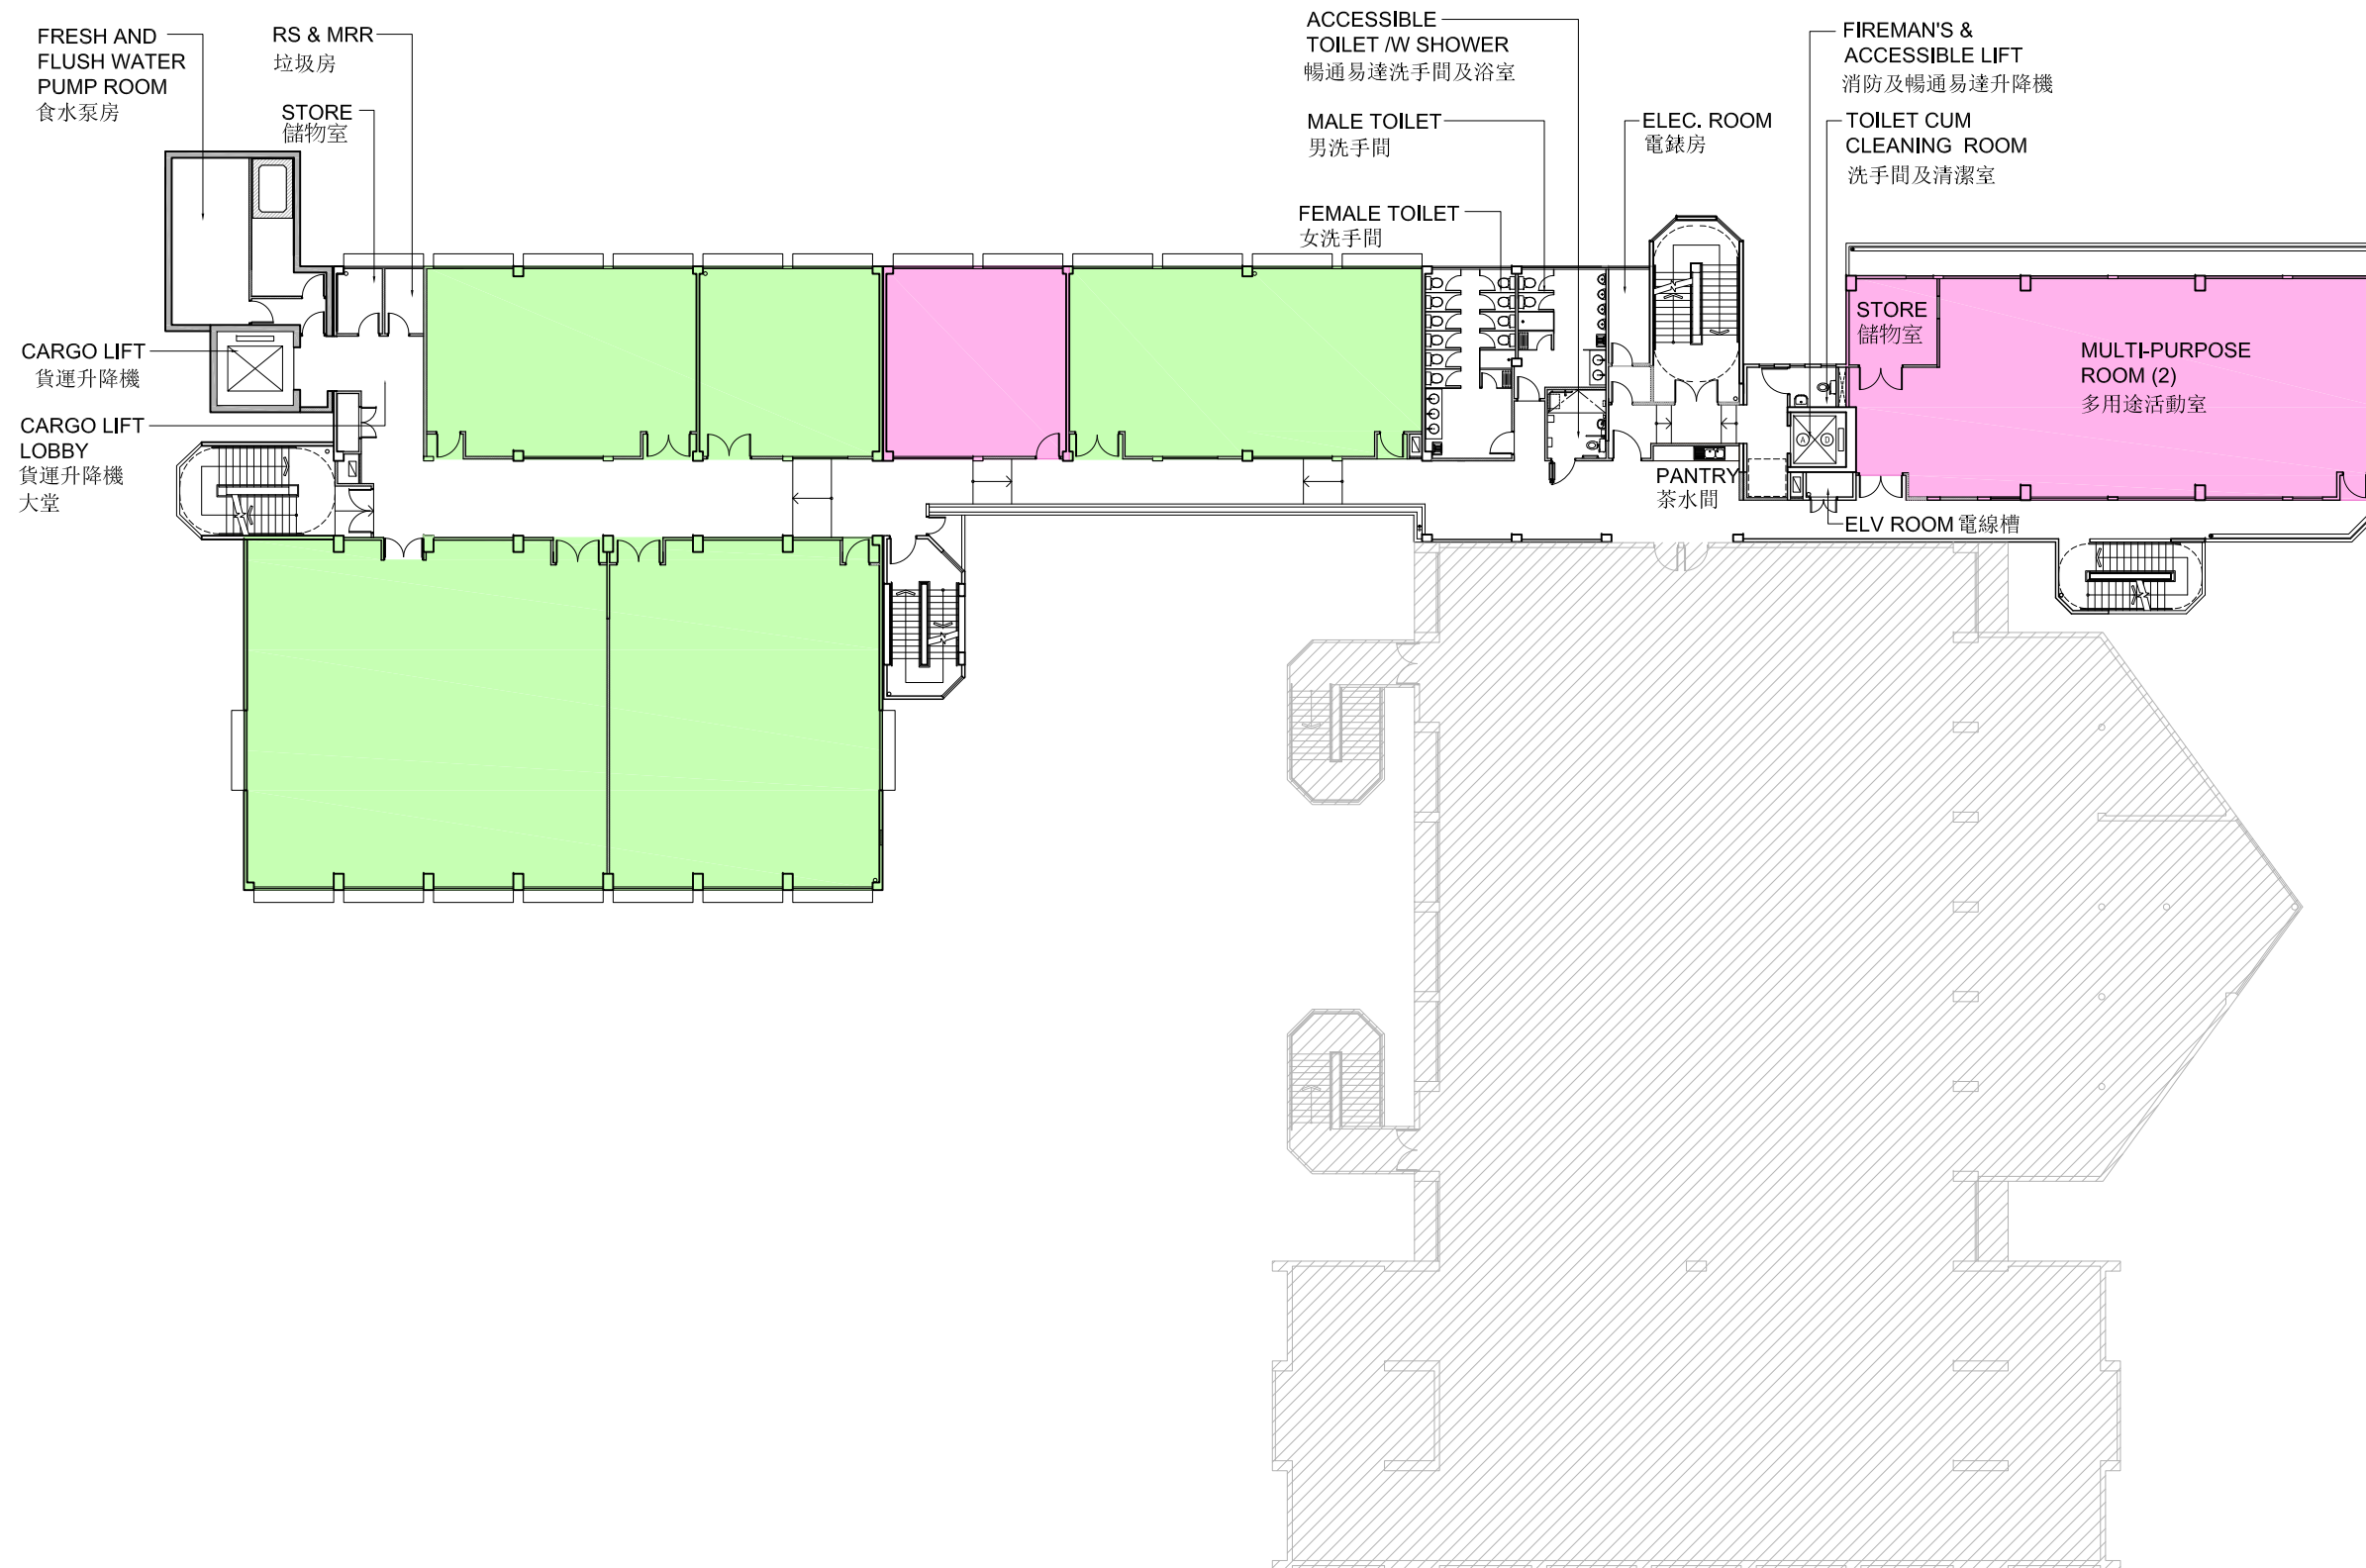 FRESH AND
FLUSH WATER
PUMP ROOM
食水泵房
RS & MRR
垃圾房
STORE
儲物室
ACCESSIBLE
TOILET /W SHOWER
暢通易達洗手間及浴室
MALE TOILET
男洗手間
FEMALE TOILET
女洗手間
ELEC. ROOM
電錶房
FIREMAN'S &
ACCESSIBLE LIFT
消防及暢通易達升降機
TOILET CUM
CLEANING ROOM
洗手間及清潔室
CARGO LIFT
貨運升降機
CARGO LIFT
LOBBY
貨運升降機
大堂
STORE
儲物室
MULTI-PURPOSE
ROOM (2)
多用途活動室
A D
PANTRY
茶水間
ELV ROOM 電線槽